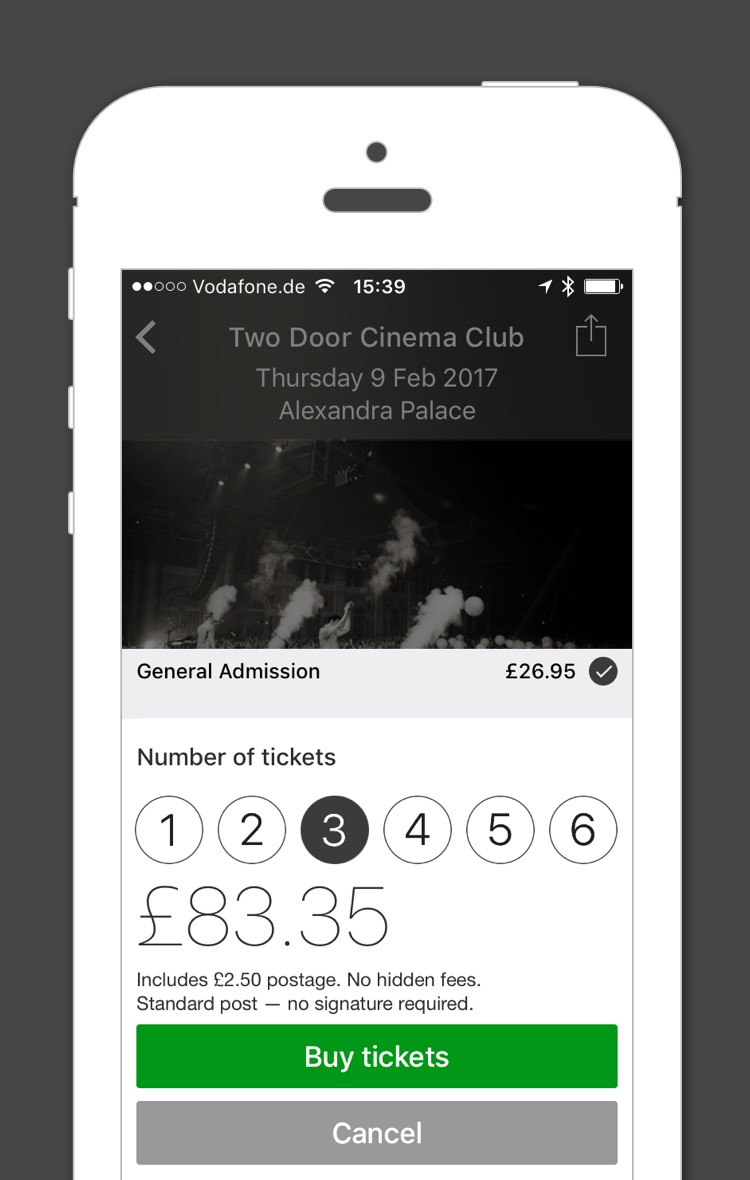 Vodafone.de 15:39
Two Door Cinema Club
Thursday 9 Feb 2017
Alexandra Palace
General Admission £26.95
Number of tickets
1 2 3 4 5 6
£83.35
Includes £2.50 postage. No hidden fees.
Standard post — no signature required.
Buy tickets
Cancel